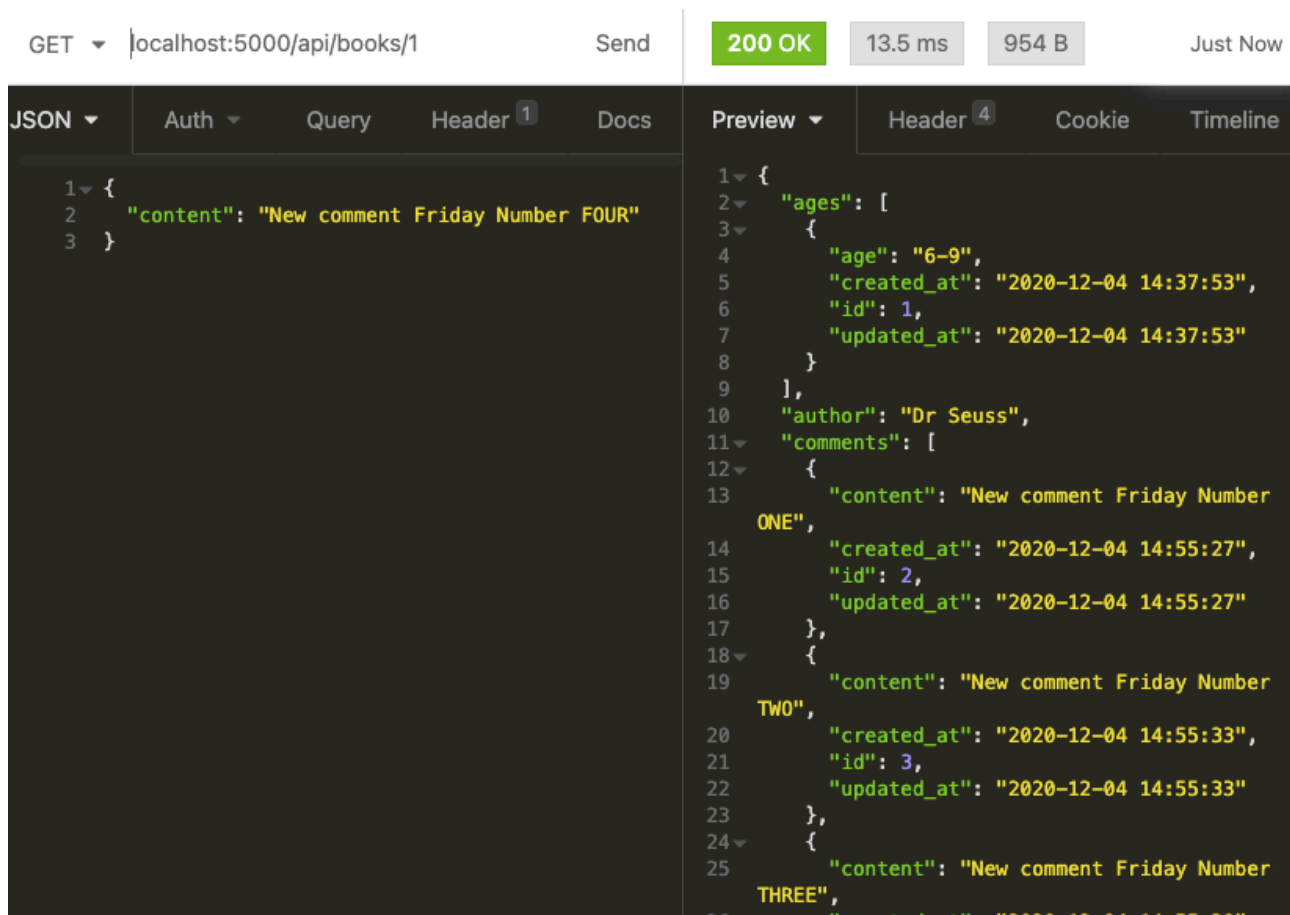 GET localhost:5000/api/books/1 Send 200 OK 13.5 ms 954 B Just Now
JSON Auth Query Header 1 Docs Preview Header 4 Cookie Timeline
1 {
2 "content": "New comment Friday Number FOUR"
3 }
1 {
2 "ages": [
3 {
4 "age": "6-9",
5 "created_at": "2020-12-04 14:37:53",
6 "id": 1,
7 "updated_at": "2020-12-04 14:37:53"
8 }
9 ],
10 "author": "Dr Seuss",
11 "comments": [
12 {
13 "content": "New comment Friday Number
ONE",
14 "created_at": "2020-12-04 14:55:27",
15 "id": 2,
16 "updated_at": "2020-12-04 14:55:27"
17 },
18 {
19 "content": "New comment Friday Number
TWO",
20 "created_at": "2020-12-04 14:55:33",
21 "id": 3,
22 "updated_at": "2020-12-04 14:55:33"
23 },
24 {
25 "content": "New comment Friday Number
THREE",